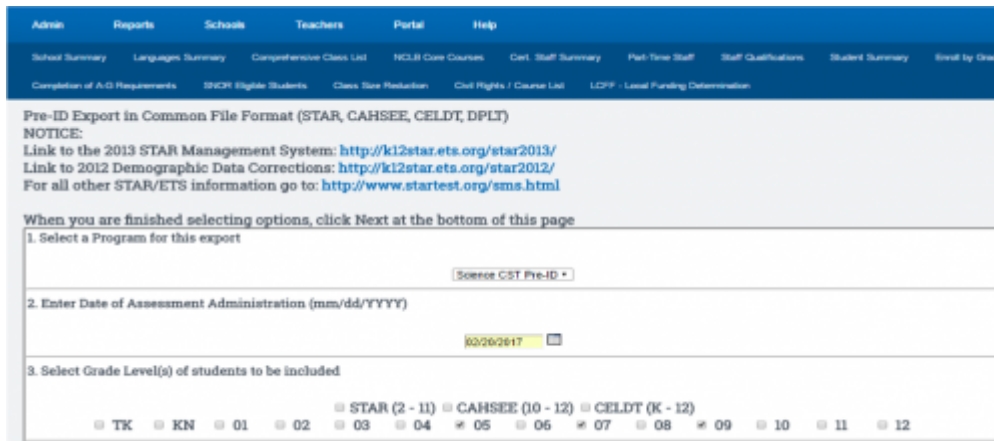 Admin Reports Schools Teachers Portal Help
School Summary Languages Summary Comprehensive Class List NCLB Core Courses Cert. Staff Summary Part-Time Staff Staff Qualifications Student Summary Enroll by Grad
Completion of A-G Requirements SNOR Eligible Students Class Size Reduction Civil Rights / Course List LCFF - Local Funding Determination
Pre-ID Export in Common File Format (STAR, CAHSEE, CELDT, DPLT)
NOTICE:
Link to the 2013 STAR Management System: http://k12star.ets.org/star2013/
Link to 2012 Demographic Data Corrections: http://k12star.ets.org/star2012/
For all other STAR/ETS information go to: http://www.startest.org/sms.html
When you are finished selecting options, click Next at the bottom of this page
1. Select a Program for this export
Science CST Pre-ID
2. Enter Date of Assessment Administration (mm/dd/YYYY)
02/20/2017
3. Select Grade Level(s) of students to be included
STAR (2 - 11) CAHSEE (10 - 12) CELDT (K - 12)
TK KN 01 02 03 04 05 06 07 08 09 10 11 12